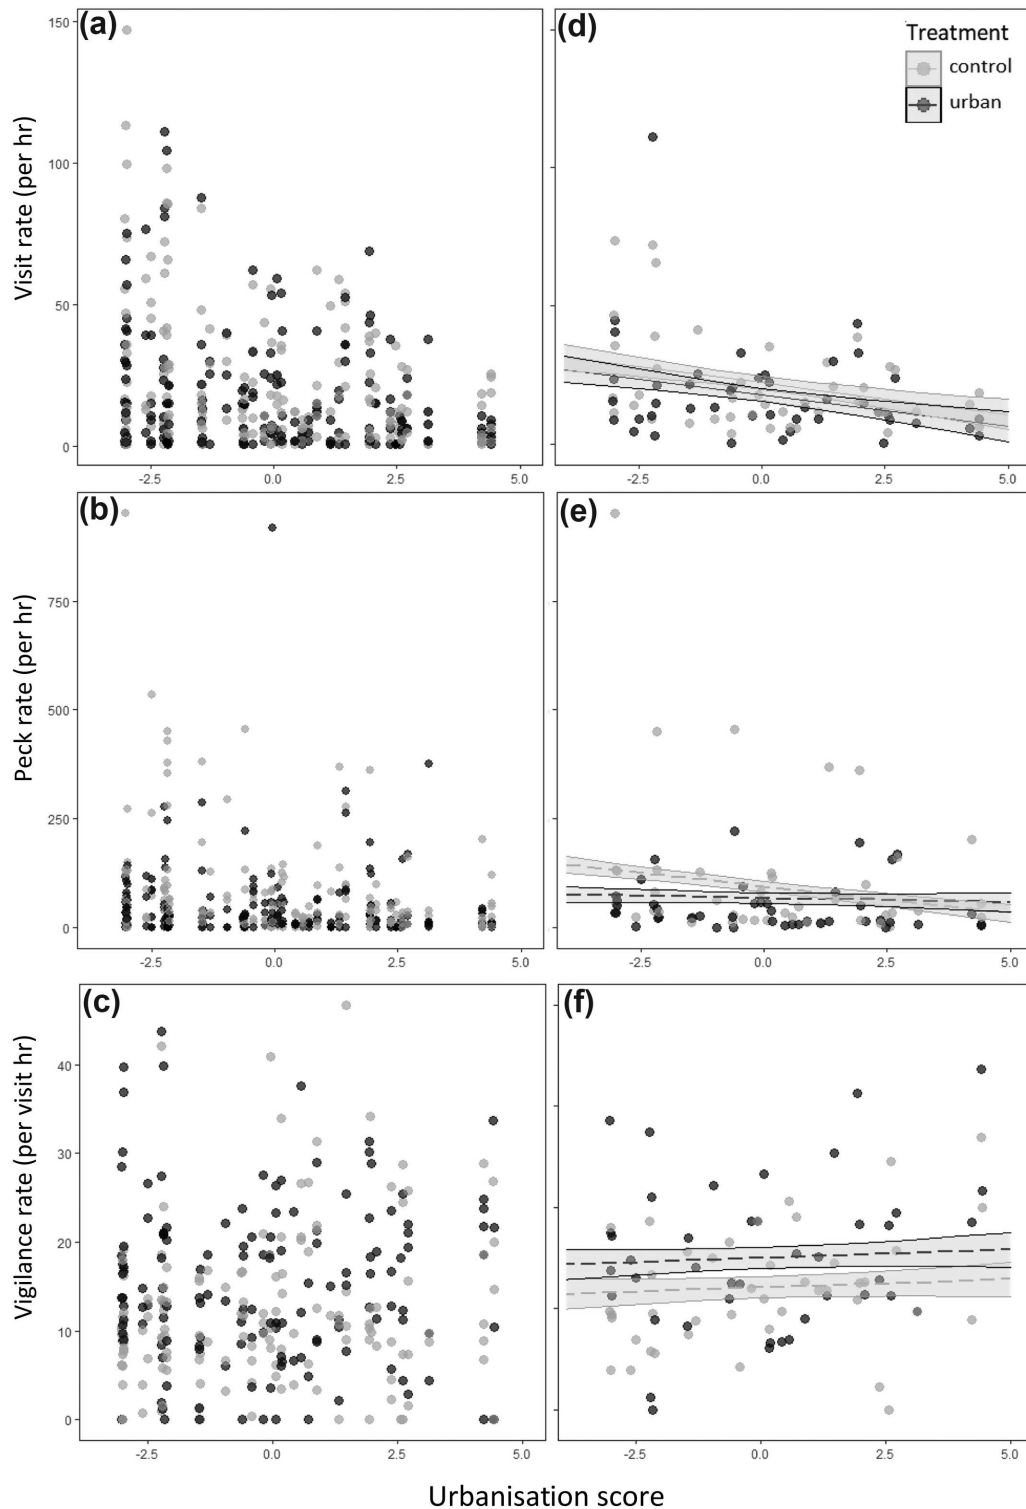 (a)
Visit rate (per hr)
150
100
50
0
-2.5 0.0 2.5 5.0
(d)
Treatment
control
urban
-2.5 0.0 2.5 5.0
(b)
Peck rate (per hr)
750
500
250
0
-2.5 0.0 2.5 5.0
(e)
-2.5 0.0 2.5 5.0
(c)
Vigilance rate (per visit hr)
40
30
20
10
0
-2.5 0.0 2.5 5.0
(f)
-2.5 0.0 2.5 5.0
Urbanisation score